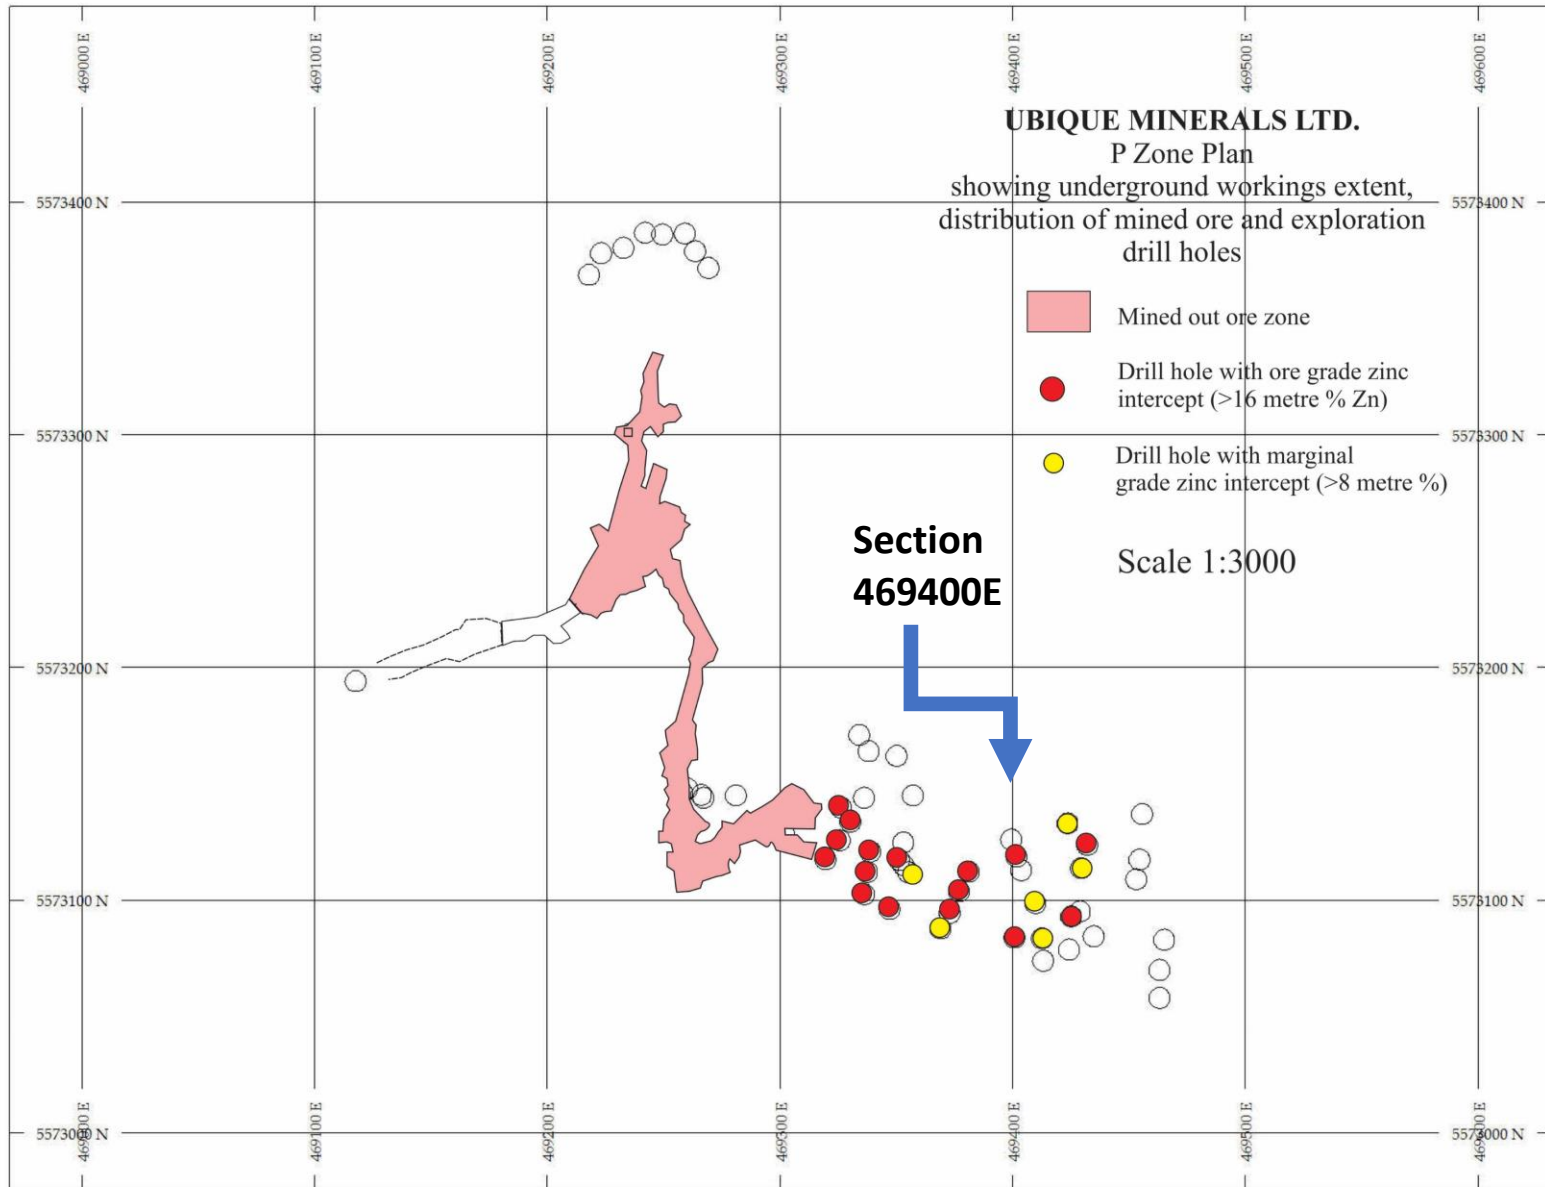 469000 E
469100 E
469200 E
469300 E
469400 E
469500 E
469600 E
UBIQUE MINERALS LTD.
P Zone Plan
showing underground workings extent,
distribution of mined ore and exploration
drill holes
5573400 N
5573400 N
Mined out ore zone
Drill hole with ore grade zinc
intercept (>16 metre % Zn)
5573300 N
5573300 N
Drill hole with marginal
grade zinc intercept (>8 metre %)
Section
469400E
Scale 1:3000
5573200 N
5573200 N
5573100 N
5573100 N
5573000 N
5573000 N
469000 E
469100 E
469200 E
469300 E
469400 E
469500 E
469600 E